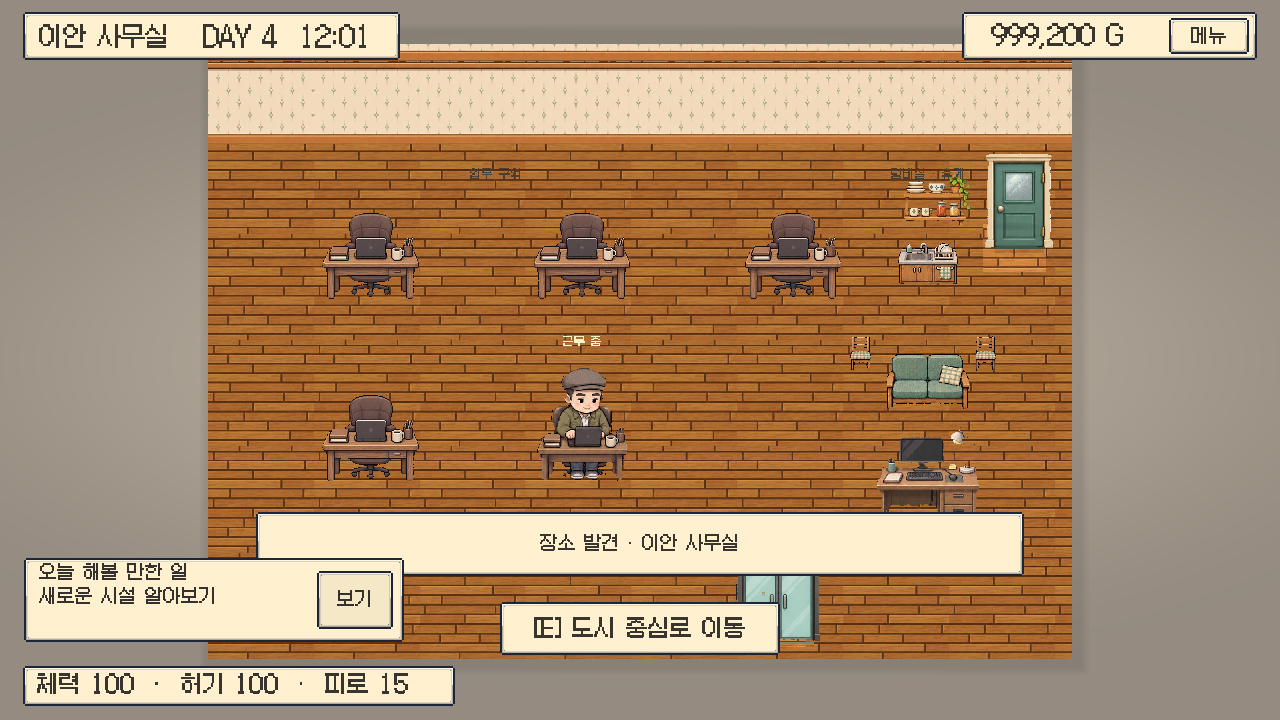 이안 사무실 DAY 4 12:01
999,200 G
메뉴
근무 중
장소 발견 · 이안 사무실
오늘 해볼 만한 일
새로운 시설 알아보기
보기
[E] 도시 중심로 이동
체력 100 · 허기 100 · 피로 15